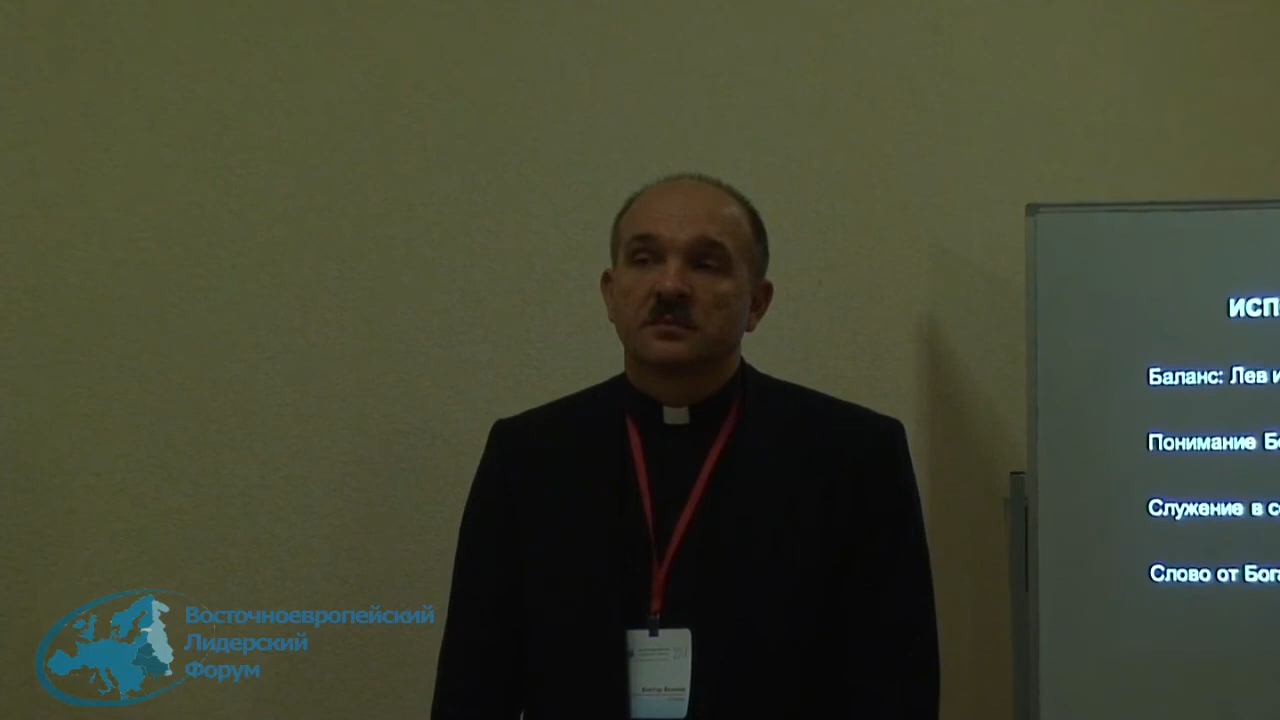 ИСП
Баланс: Лев и
Понимание
Служение в
Слово от Бога
Восточноевропейский
Лидерский
Форум